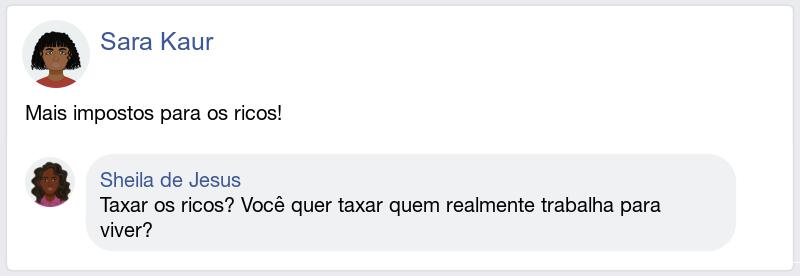 Sara Kaur
Mais impostos para os ricos!
Sheila de Jesus
Taxar os ricos? Você quer taxar quem realmente trabalha para
viver?